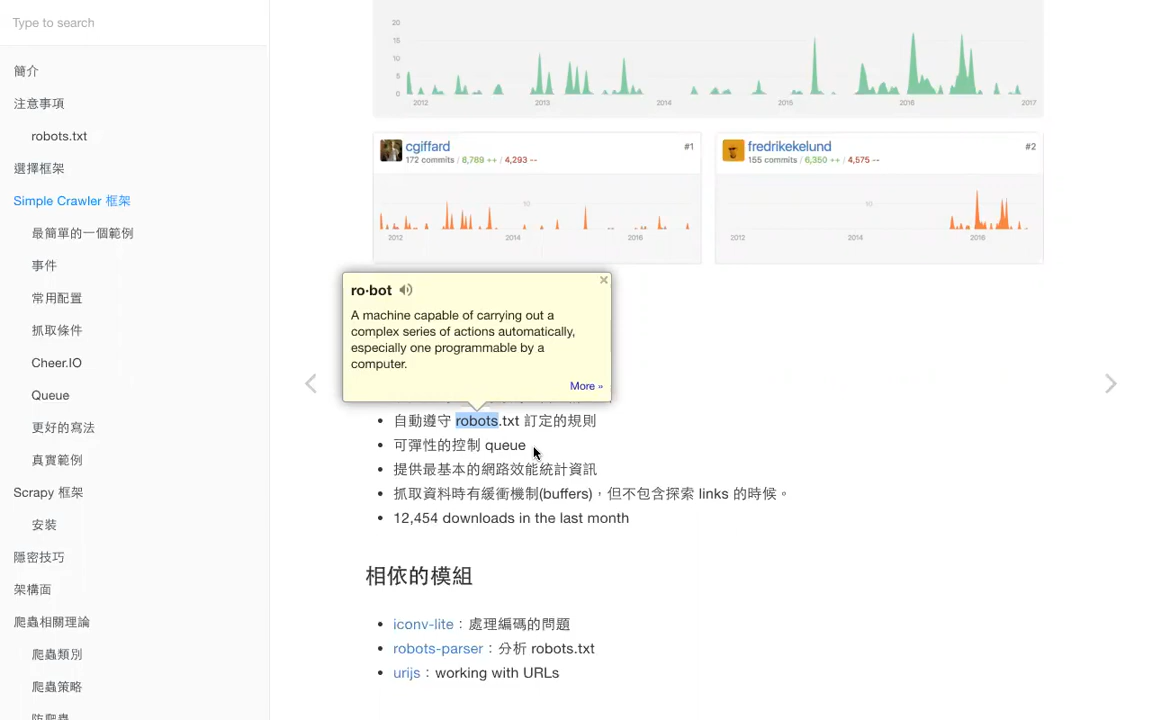 Type to search
簡介
注意事項
robots.txt
選擇框架
Simple Crawler 框架
最簡單的一個範例
事件
常用配置
抓取條件
Cheer.IO
Queue
更好的寫法
真實範例
Scrapy 框架
安裝
隱密技巧
架構面
爬蟲相關理論
爬蟲類別
爬蟲策略
防爬蟲
20
15
10
5
0
2012 2013 2014 2015 2016 2017
cgiffard #1
172 commits / 8,769 ++ / 4,293 --
10
2012 2014 2016
fredrikekelund #2
155 commits / 6,350 ++ / 4,575 --
10
2012 2014 2016
ro·bot
A machine capable of carrying out a
complex series of actions automatically,
especially one programmable by a
computer.
More »
自動遵守 robots.txt 訂定的規則
可彈性的控制 queue
提供最基本的網路效能統計資訊
抓取資料時有緩衝機制(buffers)，但不包含探索 links 的時候。
12,454 downloads in the last month
相依的模組
iconv-lite：處理編碼的問題
robots-parser：分析 robots.txt
urijs：working with URLs